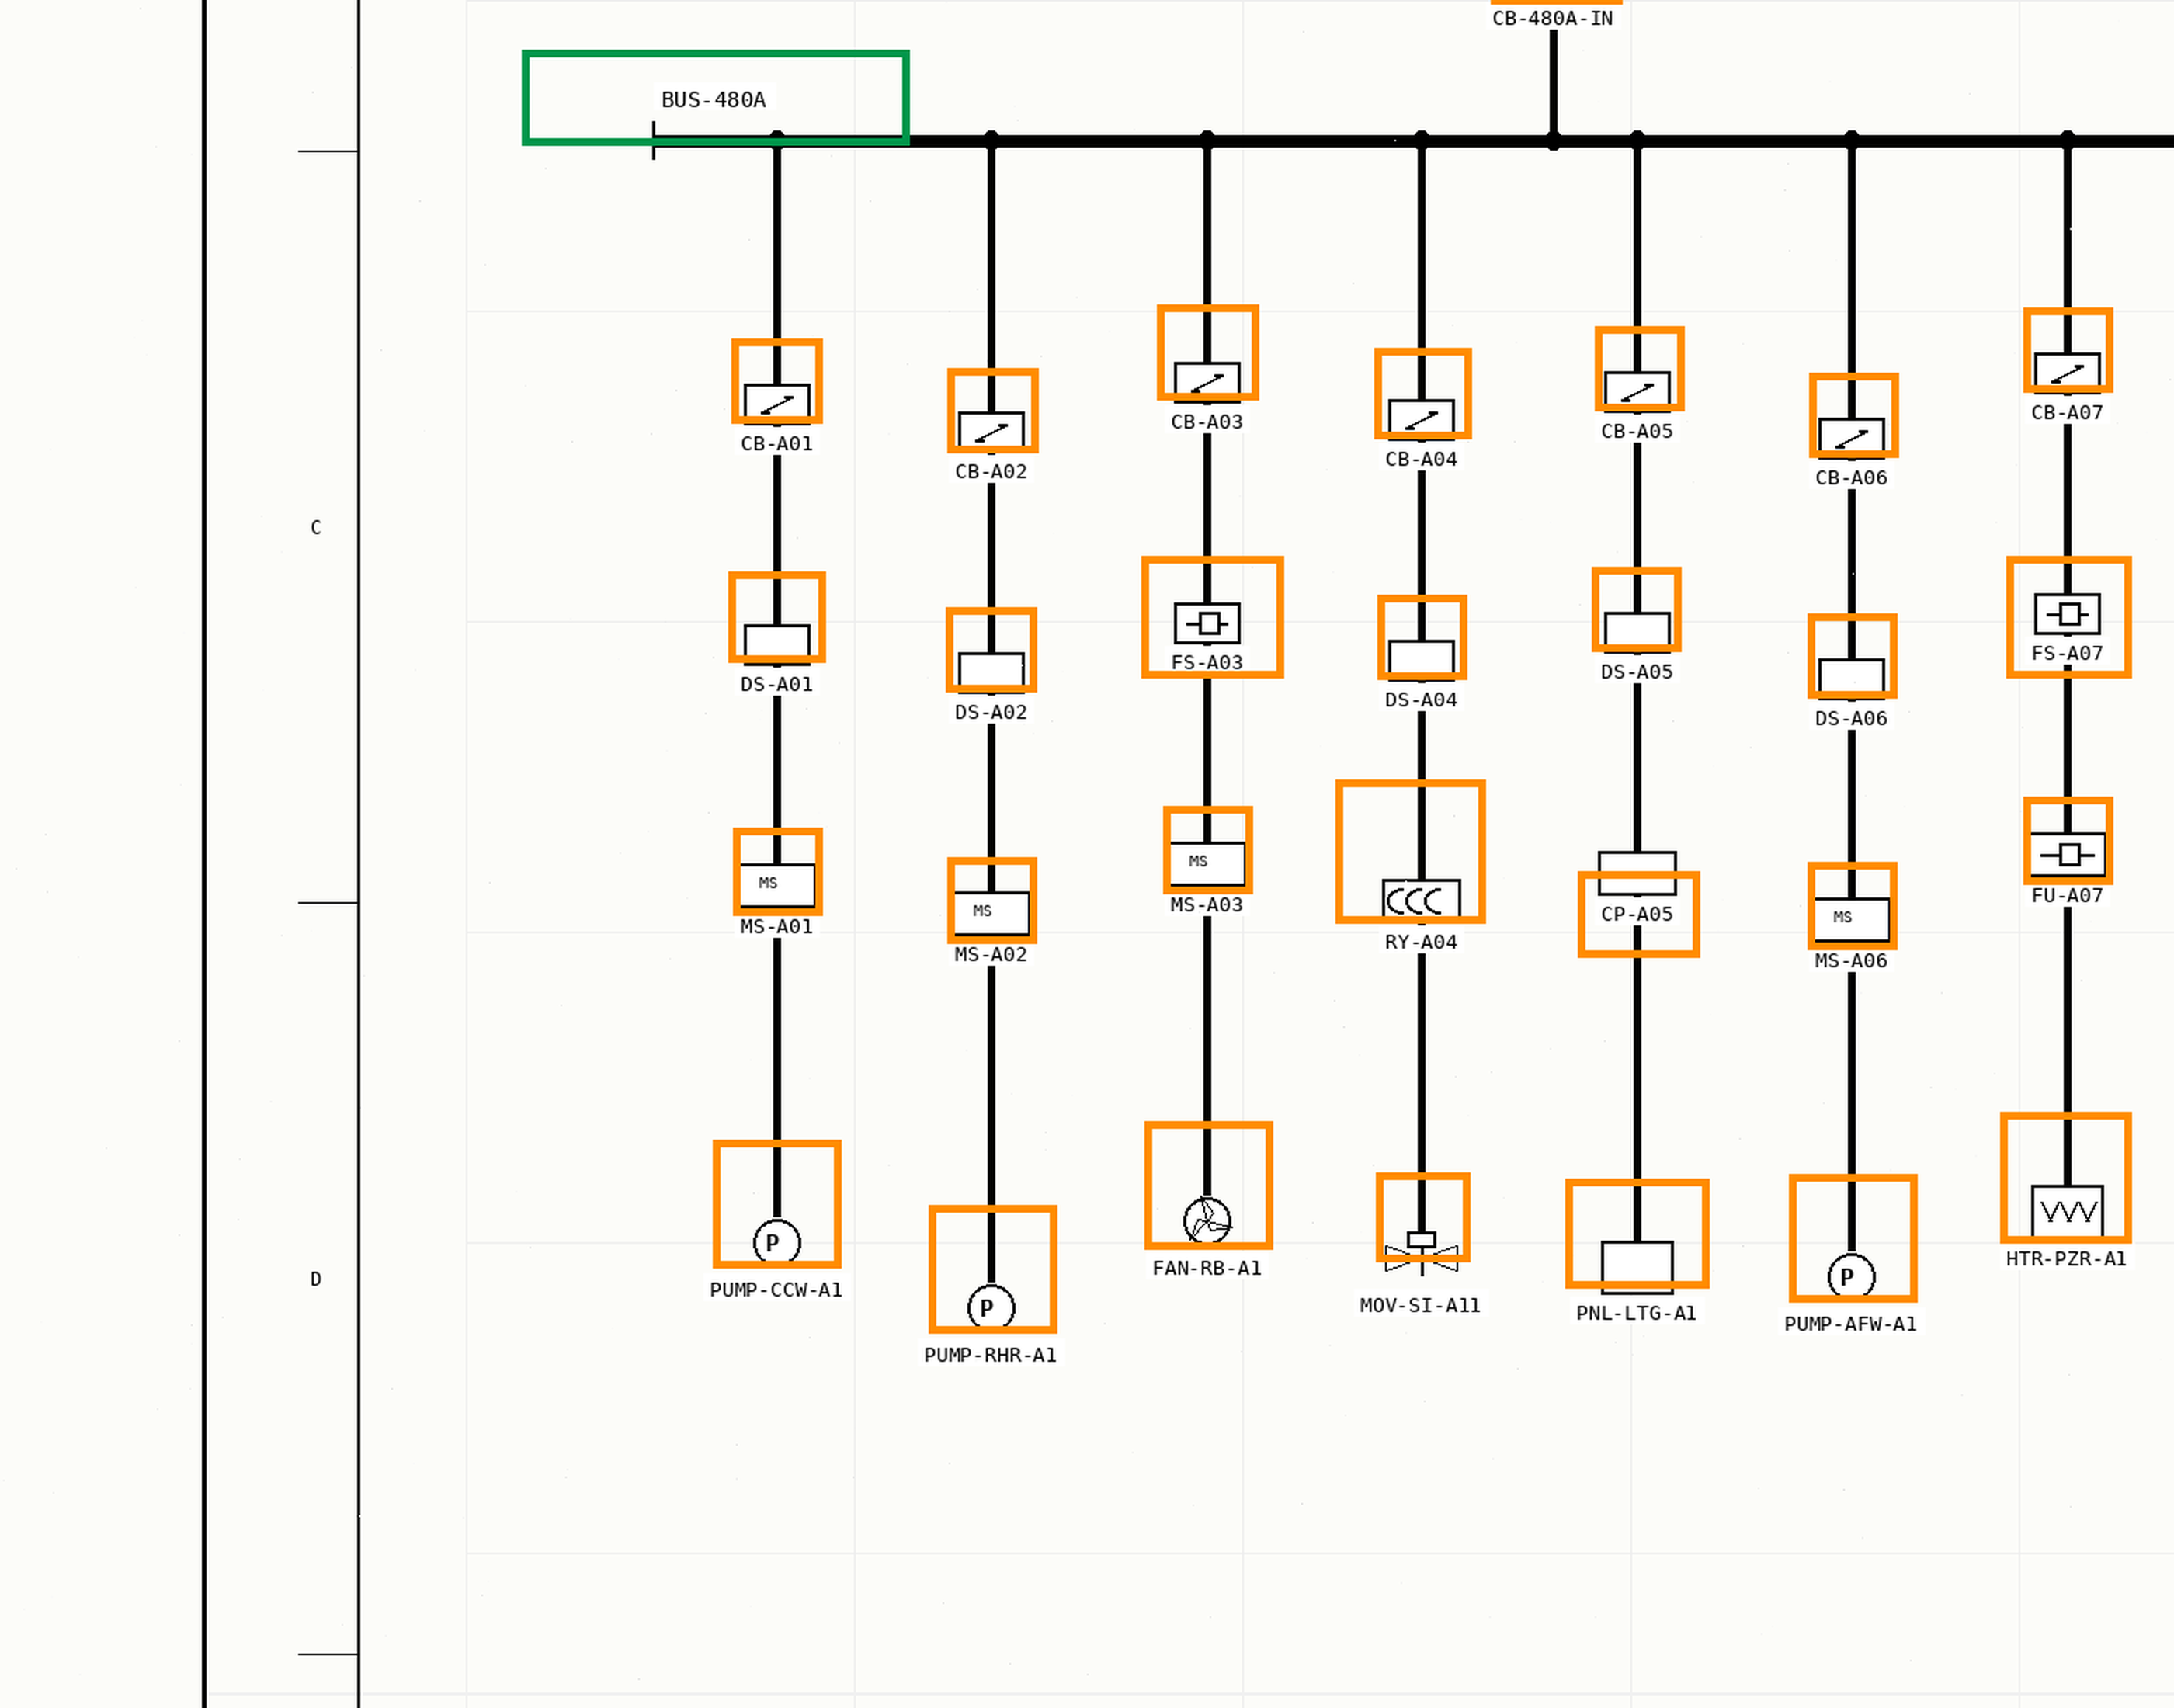 CB-480A-IN
BUS-480A
CB-A01
CB-A02
CB-A03
CB-A04
CB-A05
CB-A06
CB-A07
C
DS-A01
DS-A02
FS-A03
DS-A04
DS-A05
DS-A06
FS-A07
MS
MS-A01
MS
MS-A02
MS
MS-A03
RY-A04
CP-A05
MS
MS-A06
FU-A07
D
P
PUMP-CCW-A1
P
PUMP-RHR-A1
FAN-RB-A1
MOV-SI-A11
PNL-LTG-A1
P
PUMP-AFW-A1
HTR-PZR-A1